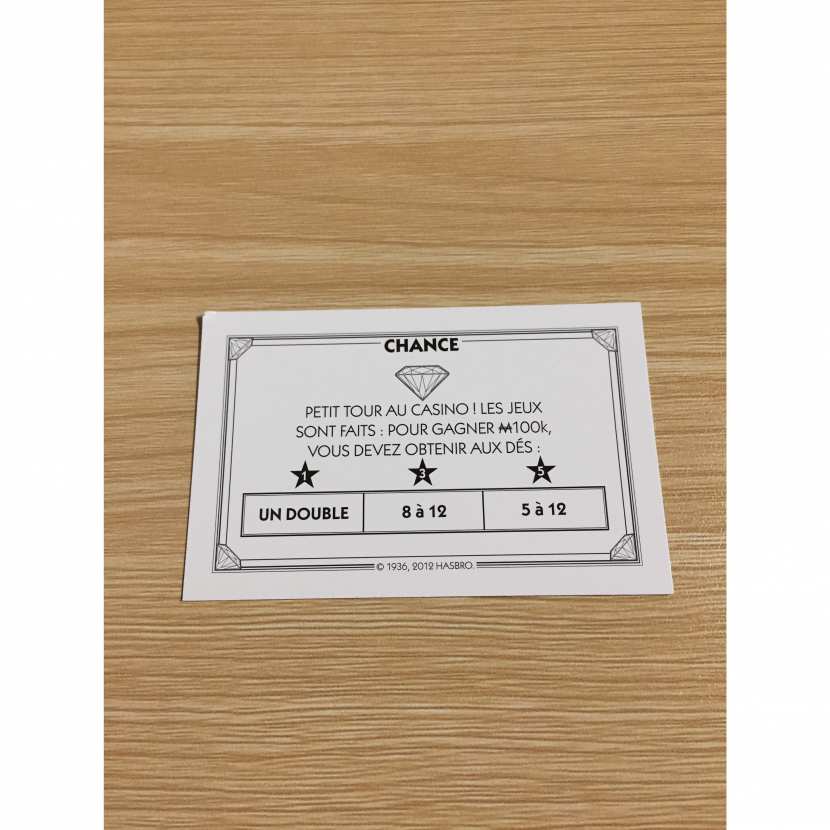 CHANCE
PETIT TOUR AU CASINO ! LES JEUX
SONT FAITS : POUR GAGNER ₩100k,
VOUS DEVEZ OBTENIR AUX DÉS :
1 3 5
UN DOUBLE 8 à 12 5 à 12
© 1936, 2012 HASBRO.